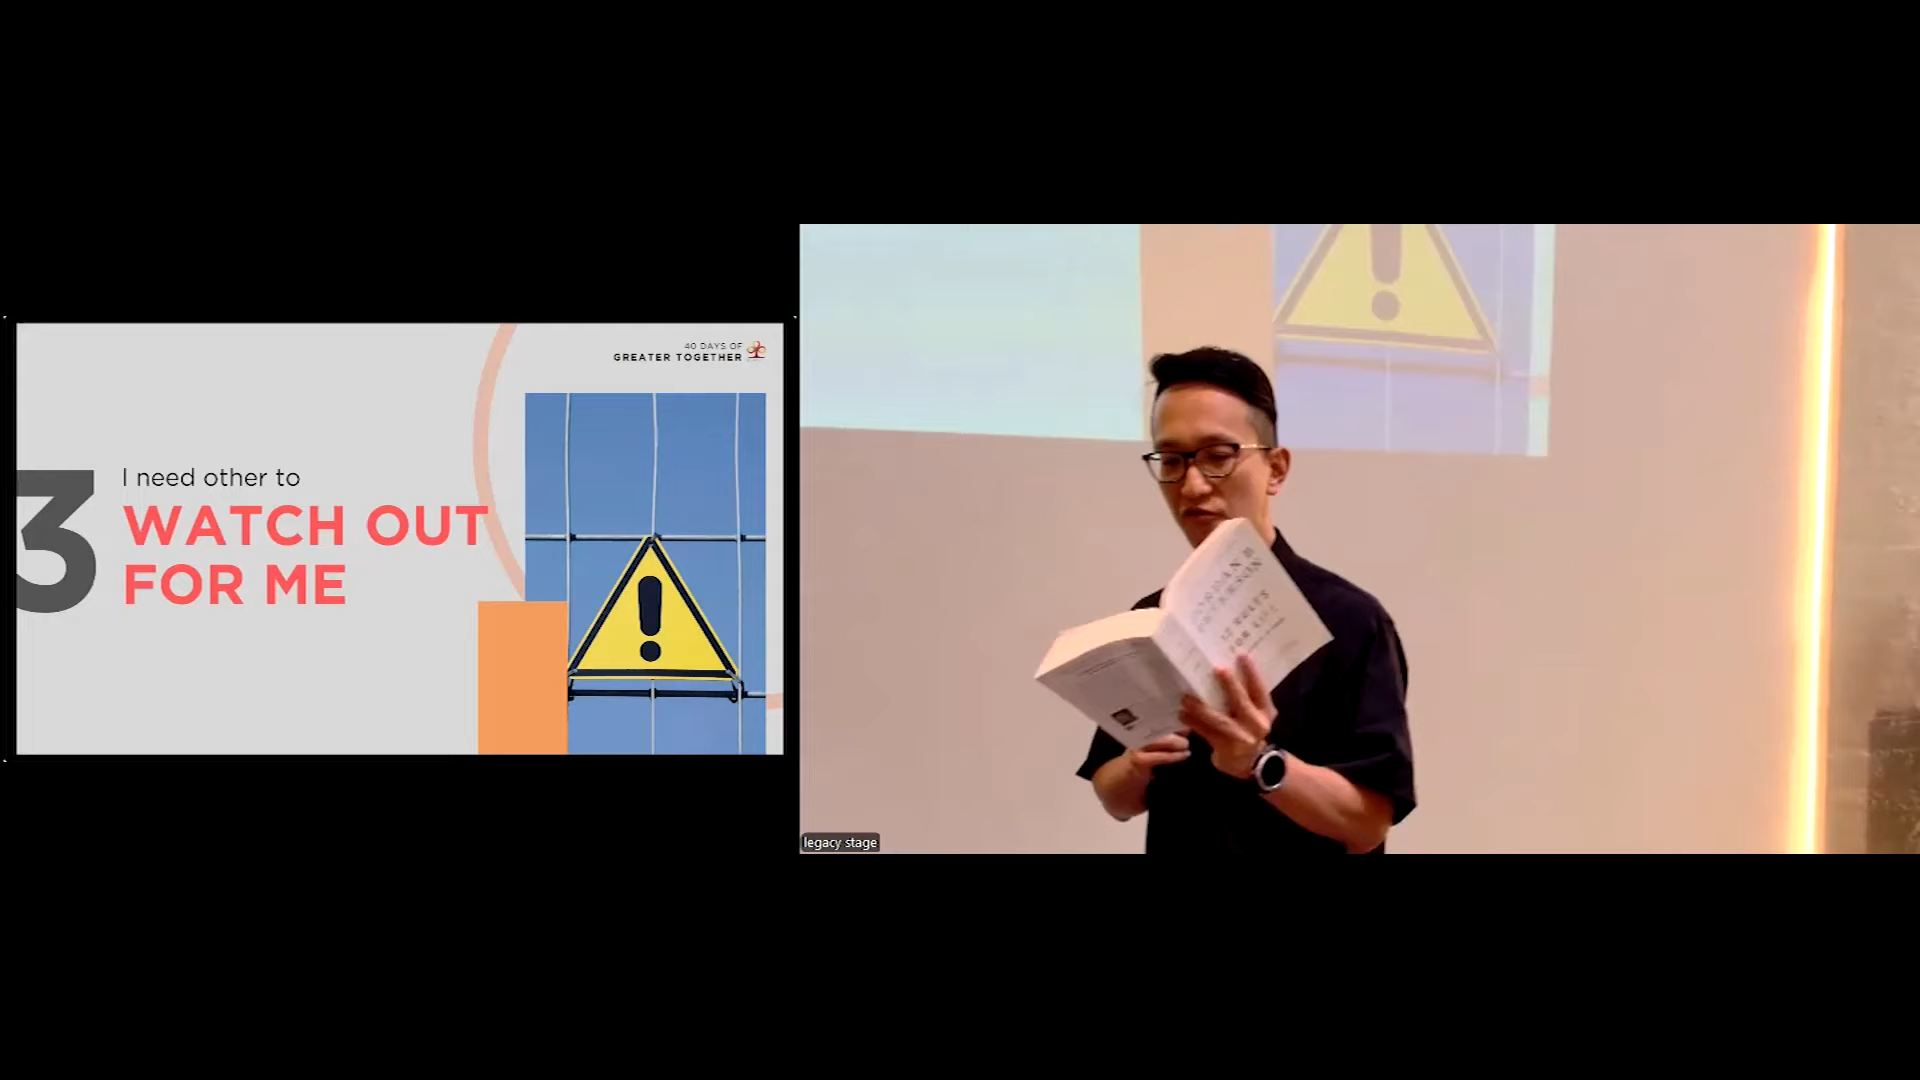 40 DAYS OF
GREATER TOGETHER
3
I need other to
WATCH OUT
FOR ME
JORDAN B.
PETERSON
12 RULES
FOR LIFE
legacy stage